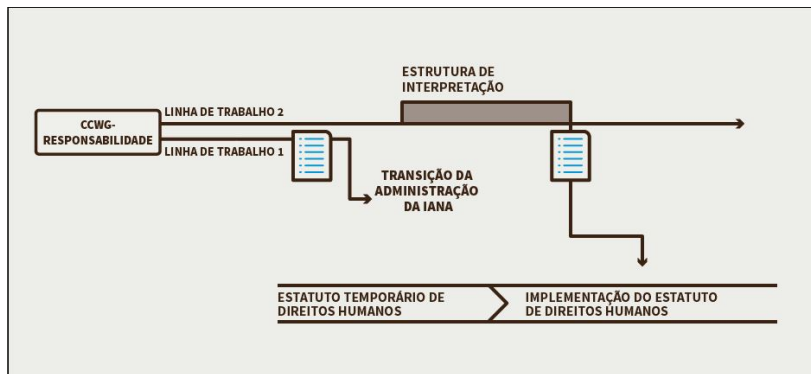 ESTRUTURA DE
INTERPRETAÇÃO
LINHA DE TRABALHO 2
CCWG-
RESPONSABILIDADE
LINHA DE TRABALHO 1
TRANSIÇÃO DA
ADMINISTRAÇÃO
DA IANA
ESTATUTO TEMPORÁRIO DE
DIREITOS HUMANOS
IMPLEMENTAÇÃO DO ESTATUTO
DE DIREITOS HUMANOS